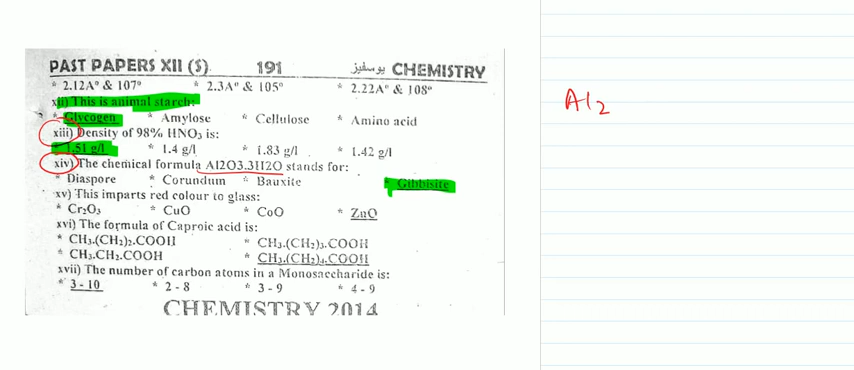 PAST PAPERS XII (S) 191 يوسفيز CHEMISTRY
* 2.12A° & 107° * 2.3A° & 105° * 2.22A° & 108°
xii) This is animal starch:
* Glycogen * Amylose * Cellulose * Amino acid
xiii) Density of 98% HNO₃ is:
* 1.51 g/l * 1.4 g/l * 1.83 g/l * 1.42 g/l
xiv) The chemical formula Al2O3.3H2O stands for:
* Diaspore * Corundum * Bauxite * Gibbisite
xv) This imparts red colour to glass:
* Cr₂O₃ * CuO * CoO * ZnO
xvi) The formula of Caproic acid is:
* CH₃.(CH₂)₂.COOH * CH₃.(CH₂)₃.COOH
* CH₃.CH₂.COOH * CH₃.(CH₂)₄.COOH
xvii) The number of carbon atoms in a Monosaccharide is:
* 3 - 10 * 2 - 8 * 3 - 9 * 4 - 9
CHEMISTRY 2014
Al₂